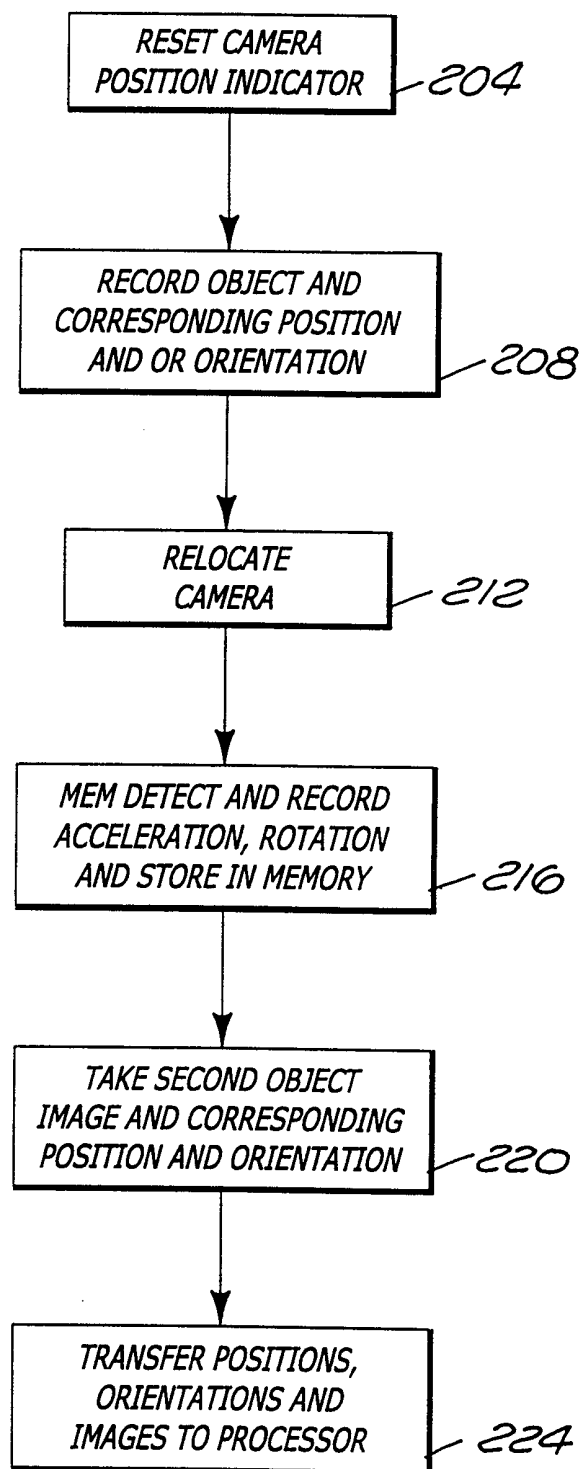 RESET CAMERA
POSITION INDICATOR
204
RECORD OBJECT AND
CORRESPONDING POSITION
AND OR ORIENTATION
208
RELOCATE
CAMERA
212
MEM DETECT AND RECORD
ACCELERATION, ROTATION
AND STORE IN MEMORY
216
TAKE SECOND OBJECT
IMAGE AND CORRESPONDING
POSITION AND ORIENTATION
220
TRANSFER POSITIONS,
ORIENTATIONS AND
IMAGES TO PROCESSOR
224